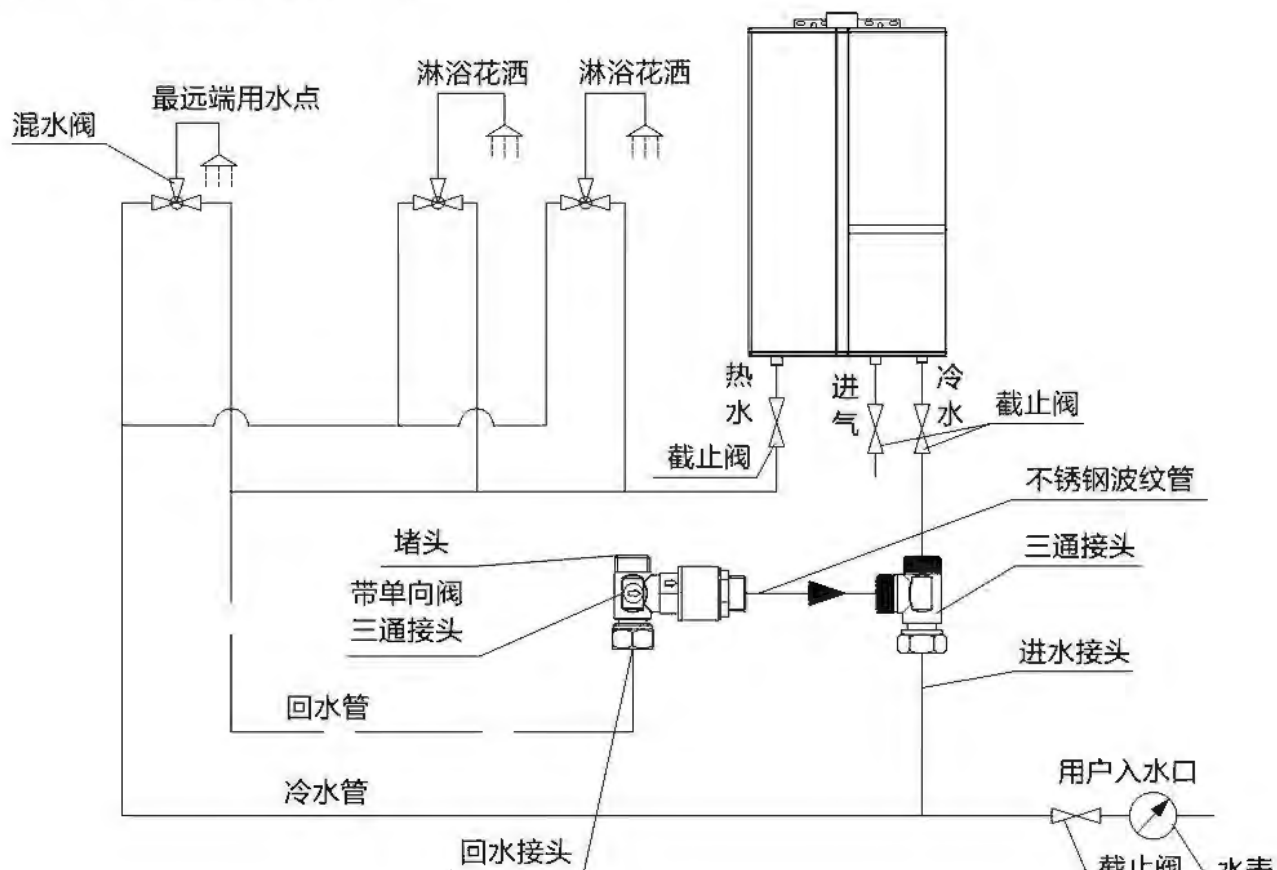 淋浴花洒
淋浴花洒
最远端用水点
混水阀
热水
进气
冷水
截止阀
截止阀
不锈钢波纹管
堵头
三通接头
带单向阀
三通接头
进水接头
回水管
用户入水口
冷水管
回水接头
截止阀
水表